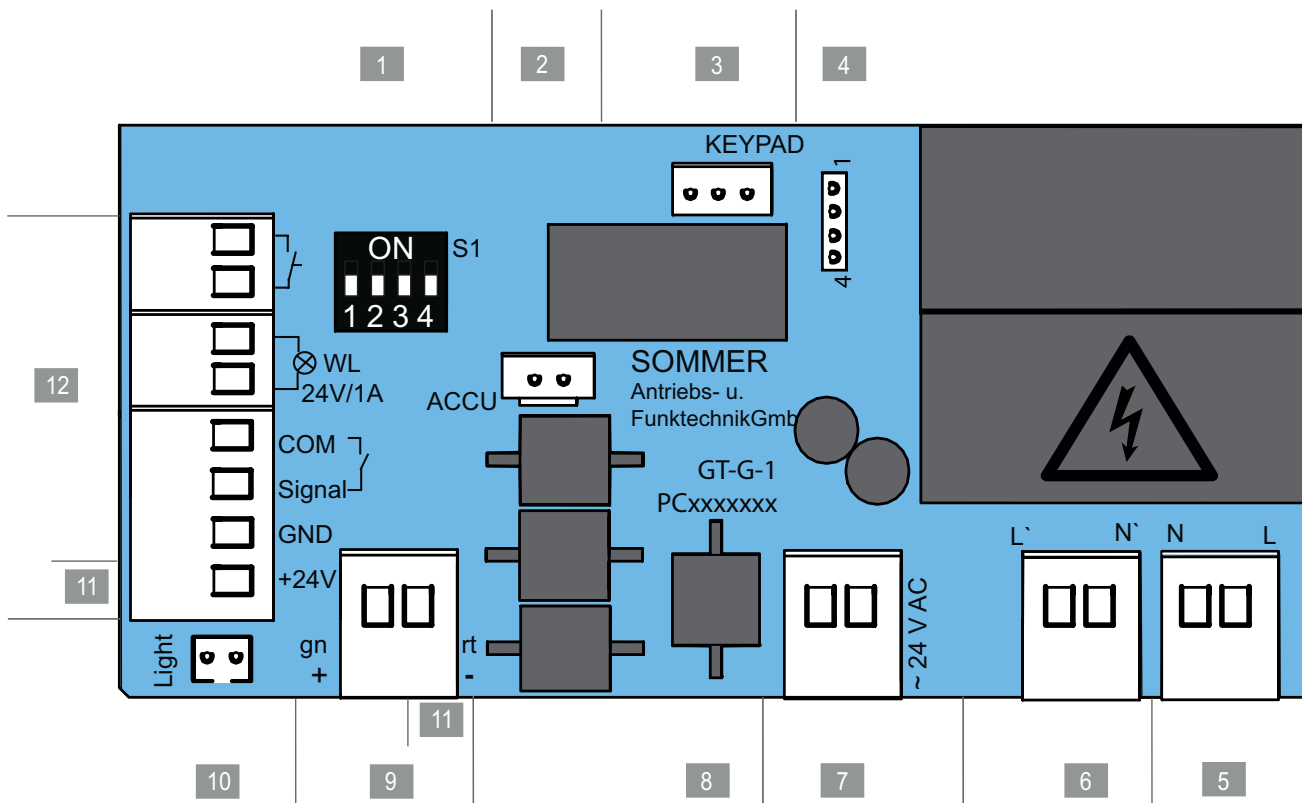 1
2
3
4
KEYPAD
1
4
ON
S1
1 2 3 4
12
WL
24V/1A
ACCU
SOMMER
Antriebs- u.
FunktechnikGmb
COM
Signal
GT-G-1
PCxxxxxxx
GND
L`
N`
N
L
11
+24V
Light
gn
+
rt
-
~ 24 V AC
11
10
9
8
7
6
5